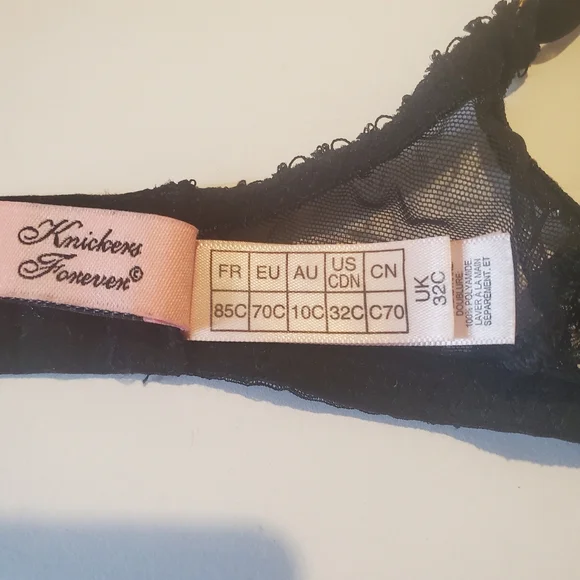 Knickers
Forever©
FR EU AU US CDN CN
85C 70C 10C 32C C70
UK
32C
DOUBLURE
100% POLYAMIDE
LAVER A LA MAIN
SEPAREMENT, ET